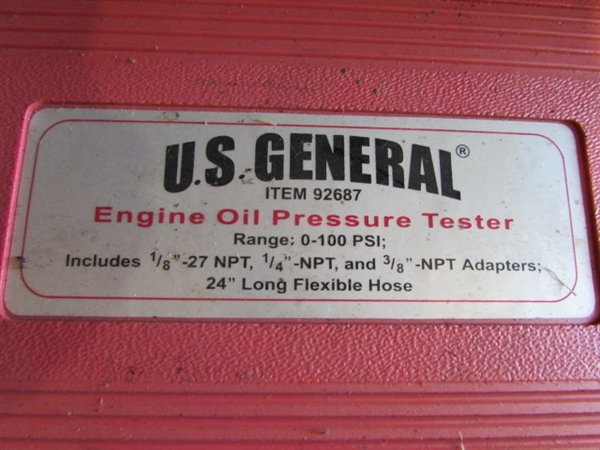 U.S. GENERAL®
ITEM 92687
Engine Oil Pressure Tester
Range: 0-100 PSI;
Includes 1/8"-27 NPT, 1/4"-NPT, and 3/8"-NPT Adapters;
24" Long Flexible Hose